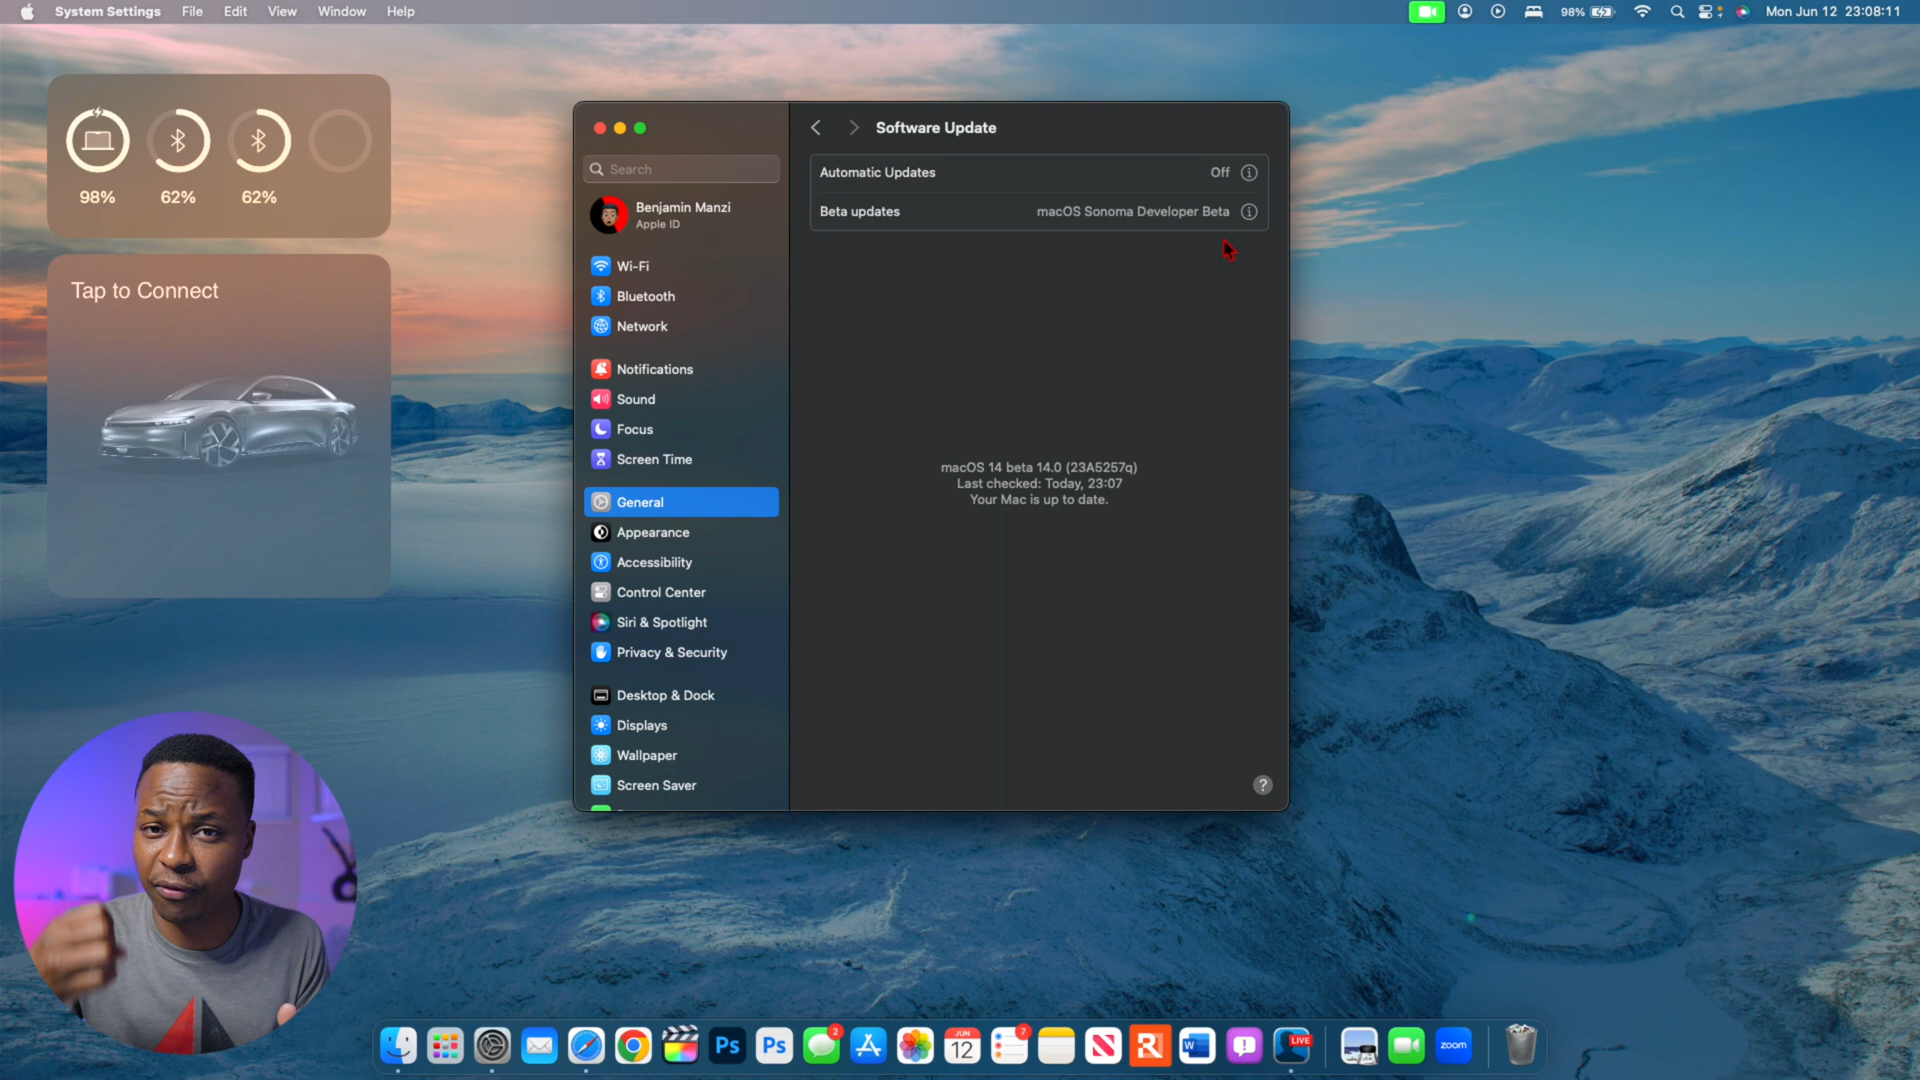 System Settings File Edit View Window Help
98% Mon Jun 12 23:08:11
98% 62% 62%
Tap to Connect
Search
Benjamin Manzi
Apple ID
Wi-Fi
Bluetooth
Network
Notifications
Sound
Focus
Screen Time
General
Appearance
Accessibility
Control Center
Siri & Spotlight
Privacy & Security
Desktop & Dock
Displays
Wallpaper
Screen Saver
Software Update
Automatic Updates Off
Beta updates macOS Sonoma Developer Beta
macOS 14 beta 14.0 (23A5257q)
Last checked: Today, 23:07
Your Mac is up to date.
?
Ps Ps 2 JUN 12 7 N R W LIVE zoom